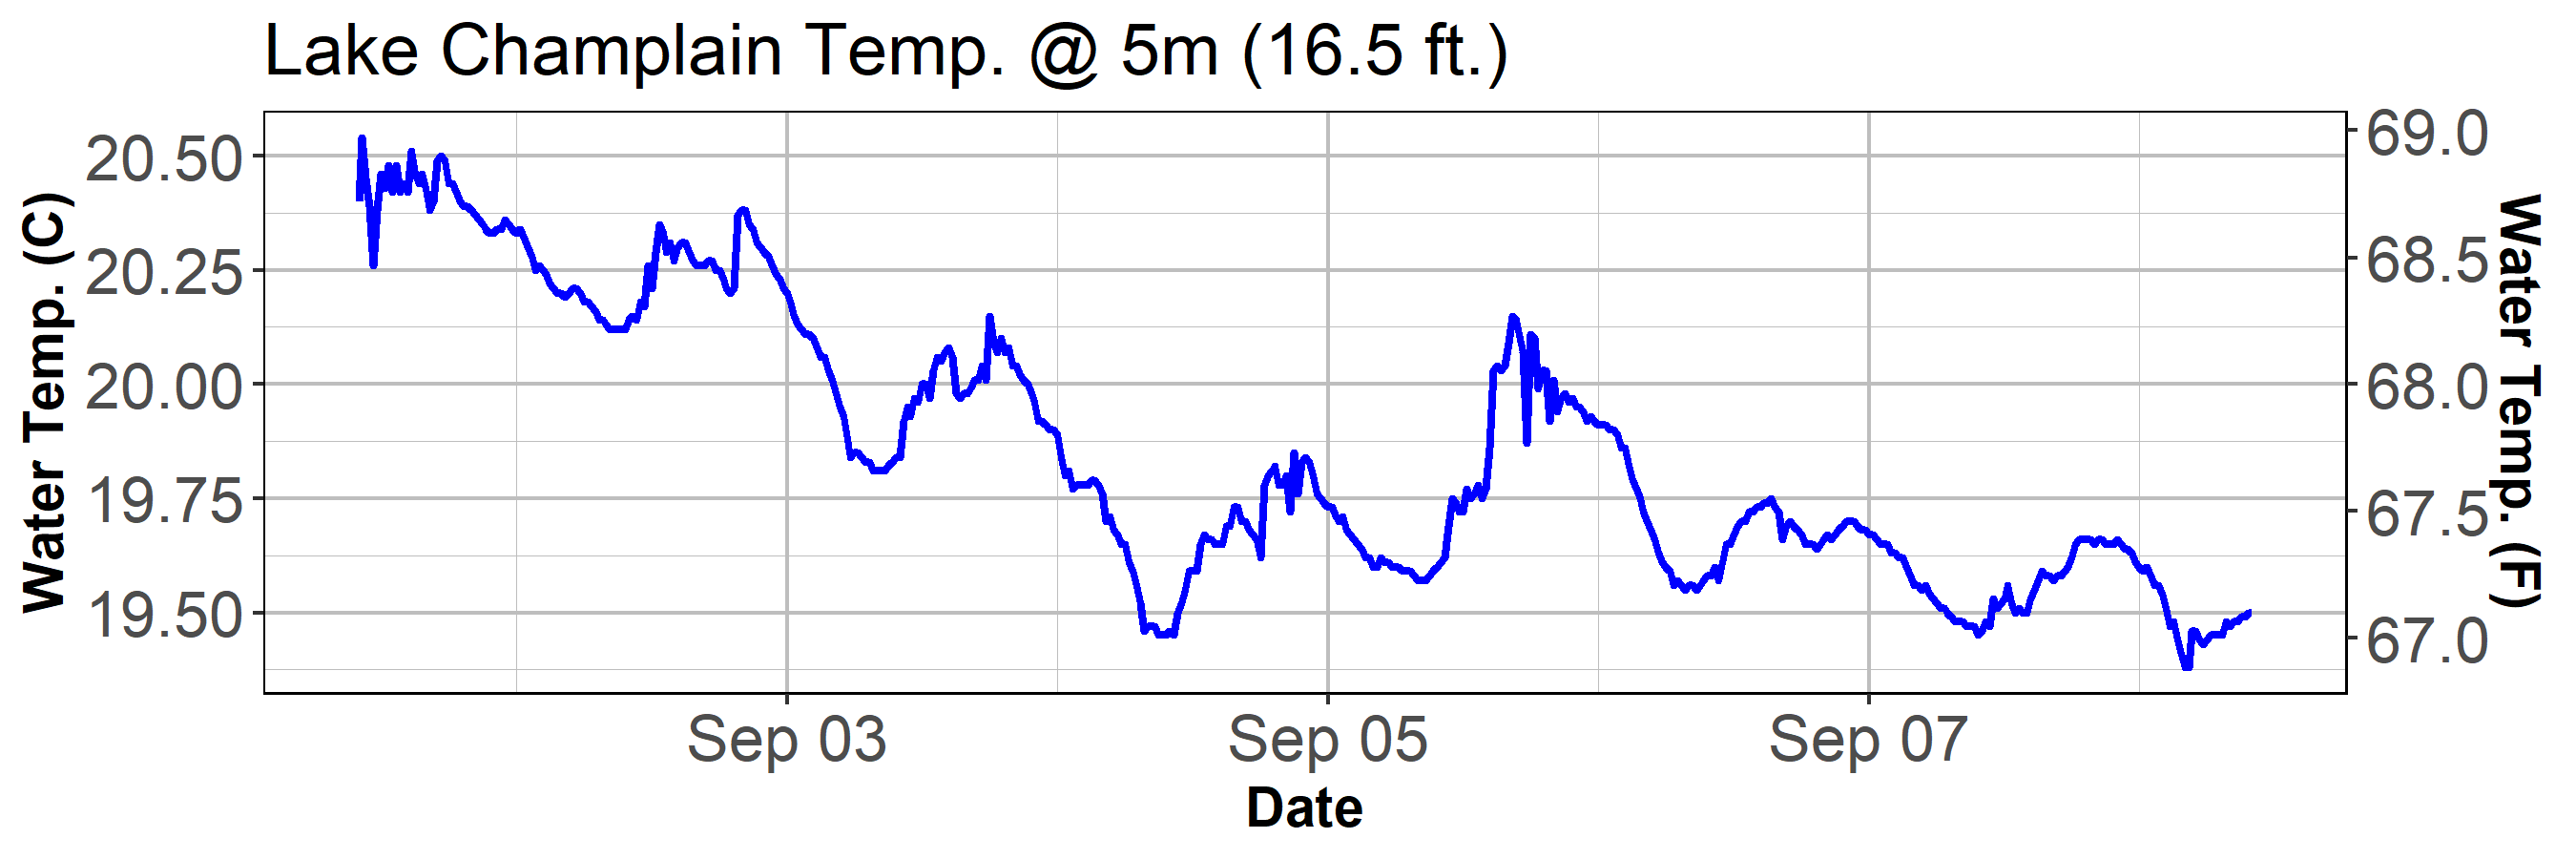 Lake Champlain Temp. @ 5m (16.5 ft.)
Water Temp. (C)
20.50
20.25
20.00
19.75
19.50
69.0
68.5
68.0
67.5
67.0
Water Temp. (F)
Sep 03
Sep 05
Sep 07
Date